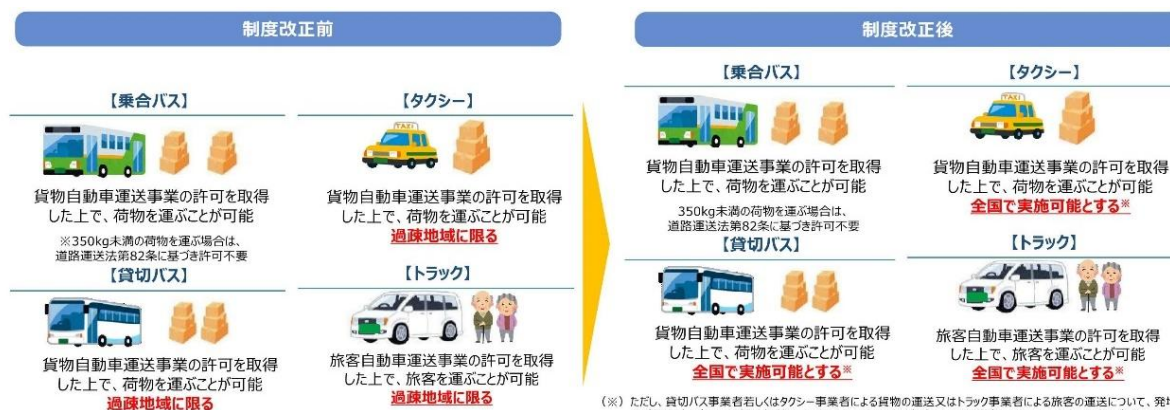 制度改正前
【乗合バス】
貨物自動車運送事業の許可を取得
した上で、荷物を運ぶことが可能
※350kg未満の荷物を運ぶ場合は、
道路運送法第82条に基づき許可不要
【タクシー】
TAXI
貨物自動車運送事業の許可を取得
した上で、荷物を運ぶことが可能
過疎地域に限る
【貸切バス】
貨物自動車運送事業の許可を取得
した上で、荷物を運ぶことが可能
過疎地域に限る
【トラック】
旅客自動車運送事業の許可を取得
した上で、旅客を運ぶことが可能
過疎地域に限る
制度改正後
【乗合バス】
貨物自動車運送事業の許可を取得
した上で、荷物を運ぶことが可能
350kg未満の荷物を運ぶ場合は、
道路運送法第82条に基づき許可不要
【タクシー】
TAXI
貨物自動車運送事業の許可を取得
した上で、荷物を運ぶことが可能
全国で実施可能とする※
【貸切バス】
貨物自動車運送事業の許可を取得
した上で、荷物を運ぶことが可能
全国で実施可能とする※
【トラック】
旅客自動車運送事業の許可を取得
した上で、旅客を運ぶことが可能
全国で実施可能とする※
（※）ただし、貸切バス事業者若しくはタクシー事業者による貨物の運送又はトラック事業者による旅客の運送について、発